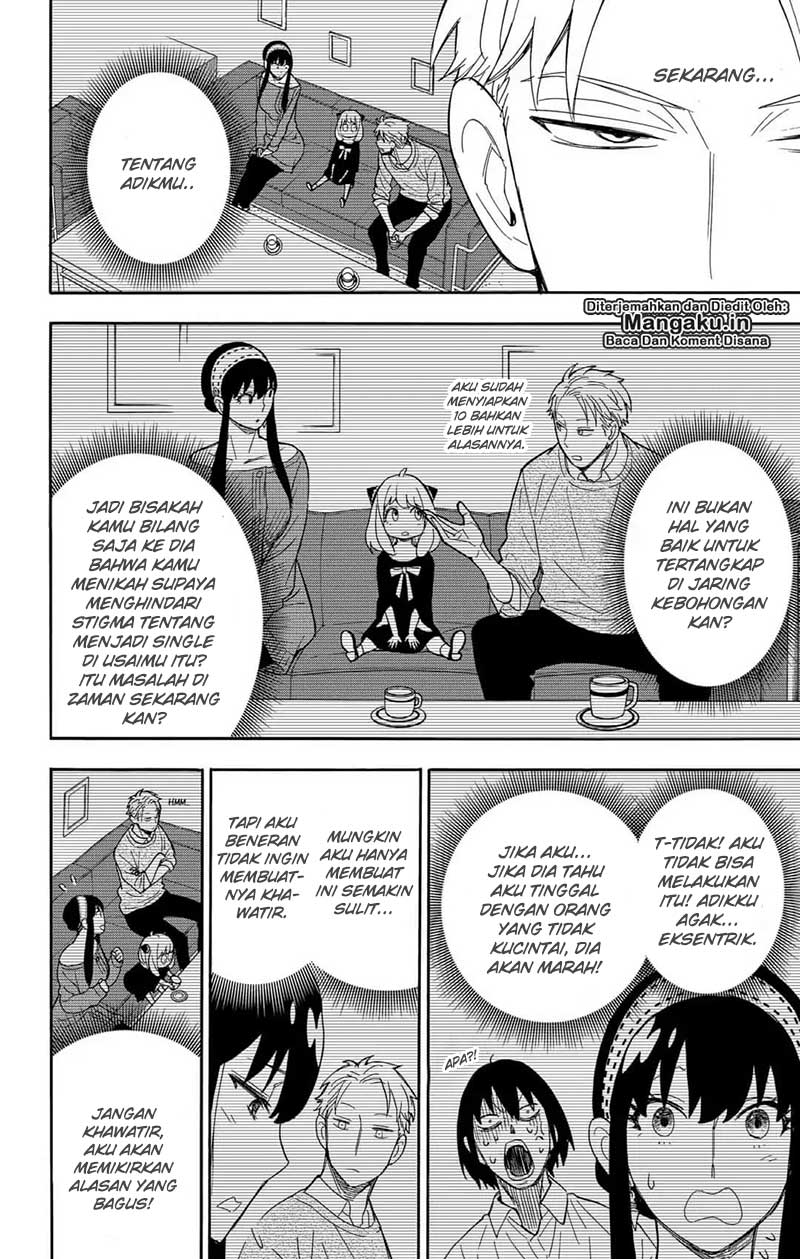 SEKARANG...
TENTANG
ADIKMU..
Diterjemahkan dan Diedit Oleh:
Mangaku.in
Baca Dan Koment Disana
INI BUKAN
HAL YANG
BAIK UNTUK
TERTANGKAP
DI JARING
KEBOHONGAN
KAN?
AKU SUDAH
MENYIAPKAN
10 BAHKAN
LEBIH UNTUK
ALASANNYA.
JADI BISAKAH
KAMU BILANG
SAJA KE DIA
BAHWA KAMU
MENIKAH SUPAYA
MENGHINDARI
STIGMA TENTANG
MENJADI SINGLE
DI USAIMU ITU?
ITU MASALAH DI
ZAMAN SEKARANG
KAN?
T-TIDAK! AKU
TIDAK BISA
MELAKUKAN
ITU! ADIKKU
AGAK...
EKSENTRIK.
JIKA AKU...
JIKA DIA TAHU
AKU TINGGAL
DENGAN ORANG
YANG TIDAK
KUCINTAI, DIA
AKAN MARAH!
APA?!
MUNGKIN
AKU HANYA
MEMBUAT
INI SEMAKIN
SULIT...
TAPI AKU
BENERAN
TIDAK INGIN
MEMBUAT-
NYA KHA-
WATIR.
HMM..
JANGAN
KHAWATIR,
AKU AKAN
MEMIKIRKAN
ALASAN YANG
BAGUS!